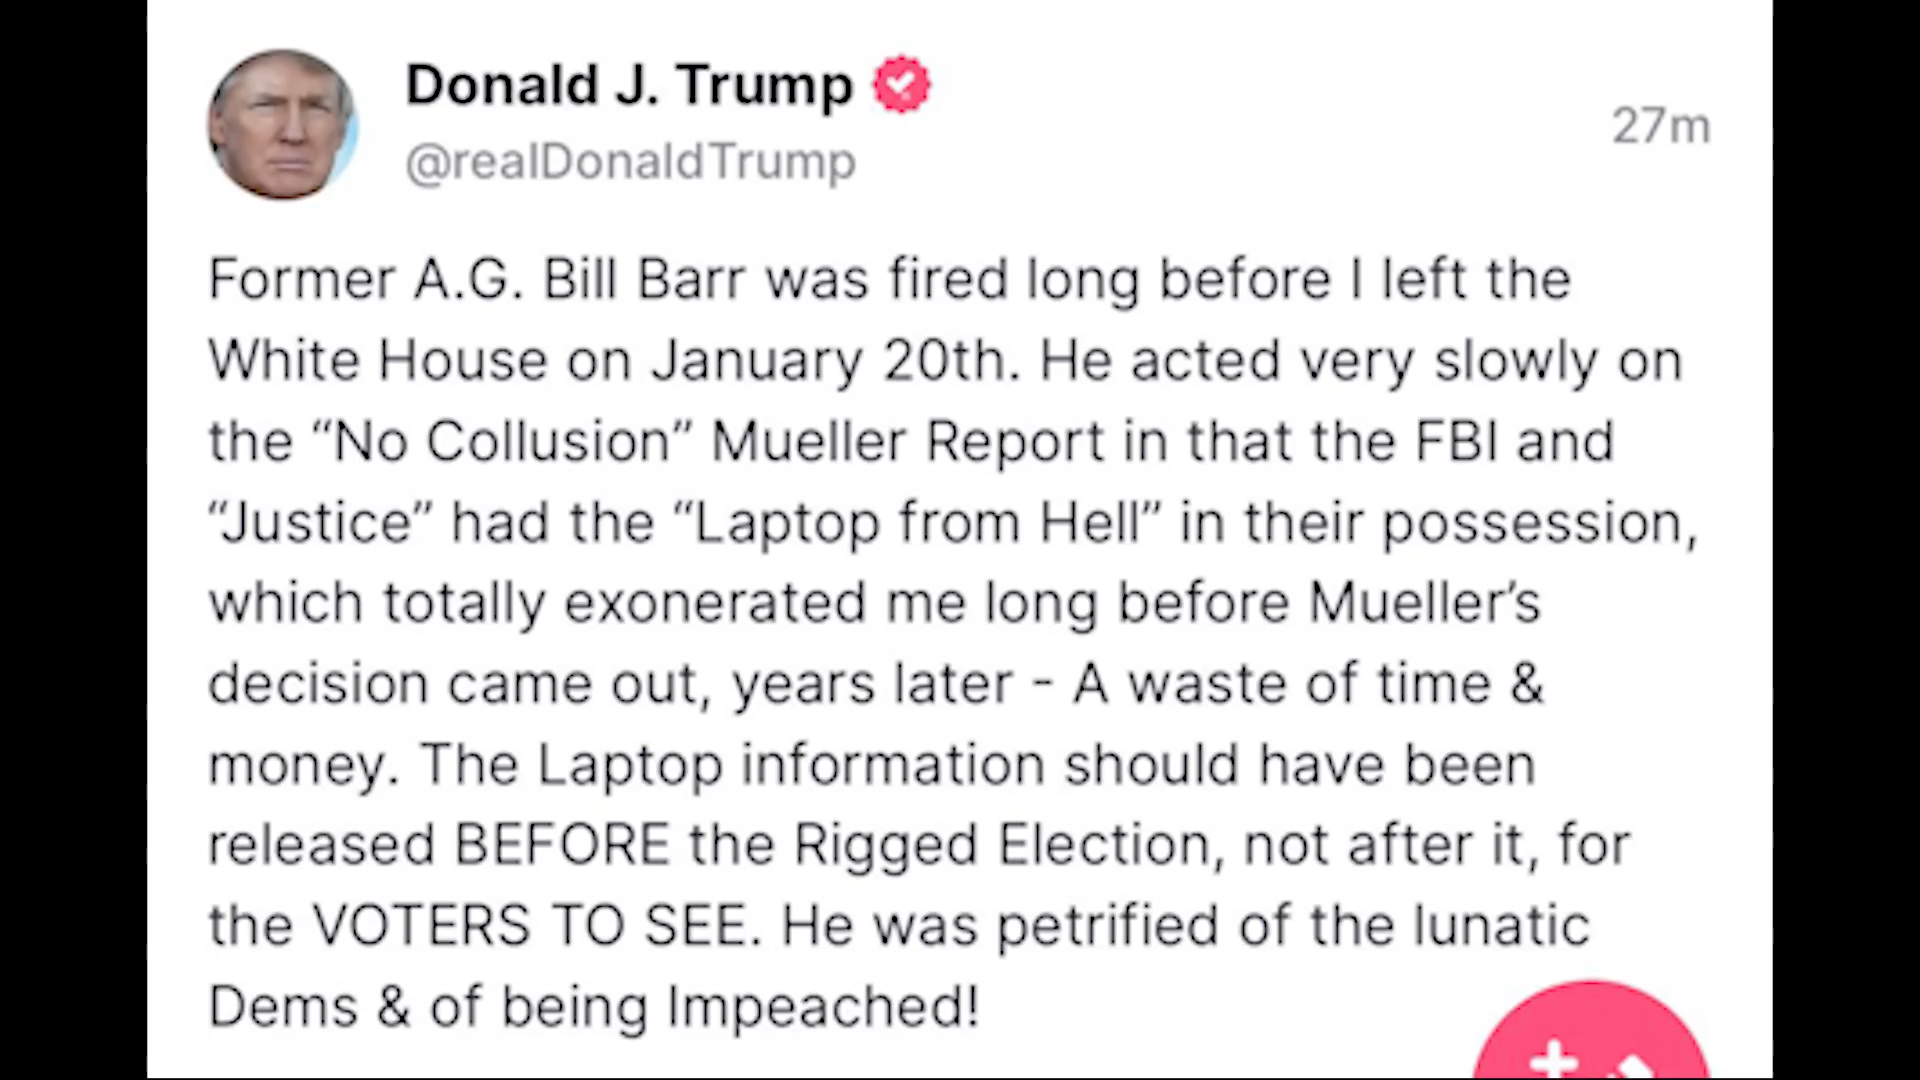 Donald J. Trump
@realDonaldTrump
27m
Former A.G. Bill Barr was fired long before I left the
White House on January 20th. He acted very slowly on
the “No Collusion” Mueller Report in that the FBI and
“Justice” had the “Laptop from Hell” in their possession,
which totally exonerated me long before Mueller’s
decision came out, years later - A waste of time &
money. The Laptop information should have been
released BEFORE the Rigged Election, not after it, for
the VOTERS TO SEE. He was petrified of the lunatic
Dems & of being Impeached!